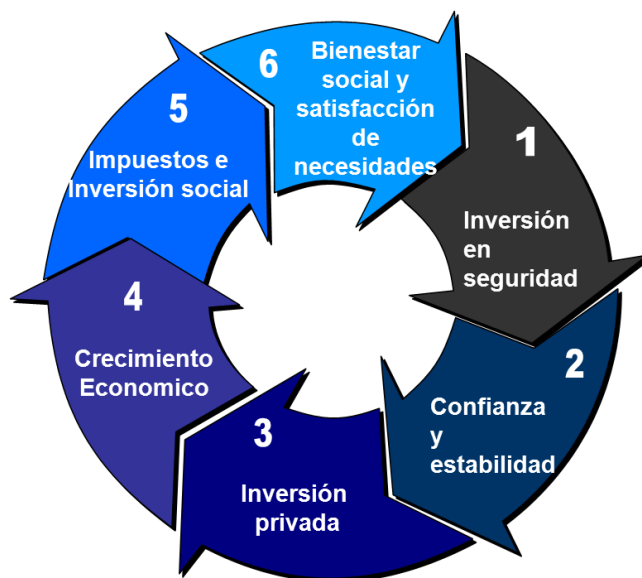 1
Inversión
en
seguridad
2
Confianza
y
estabilidad
3
Inversión
privada
4
Crecimiento
Economico
5
Impuestos e
Inversión social
6
Bienestar
social y
satisfacción
de
necesidades